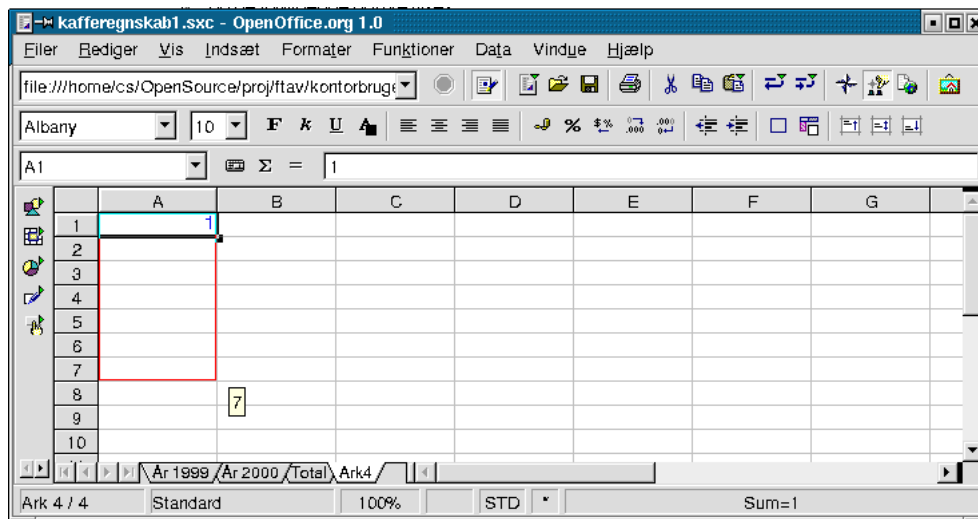 kafferegnskab1.sxc - OpenOffice.org 1.0
Filer Rediger Vis Indsæt Formater Funktioner Data Vindue Hjælp
file:///home/cs/OpenSource/proj/ftav/kontorbruge
Albany 10 F k U A % $% .000 .000
A1 Σ = 1
A B C D E F G
1 1
2
3
4
5
6
7
8 7
9
10
År 1999 År 2000 Total Ark4
Ark 4 / 4 Standard 100% STD * Sum=1